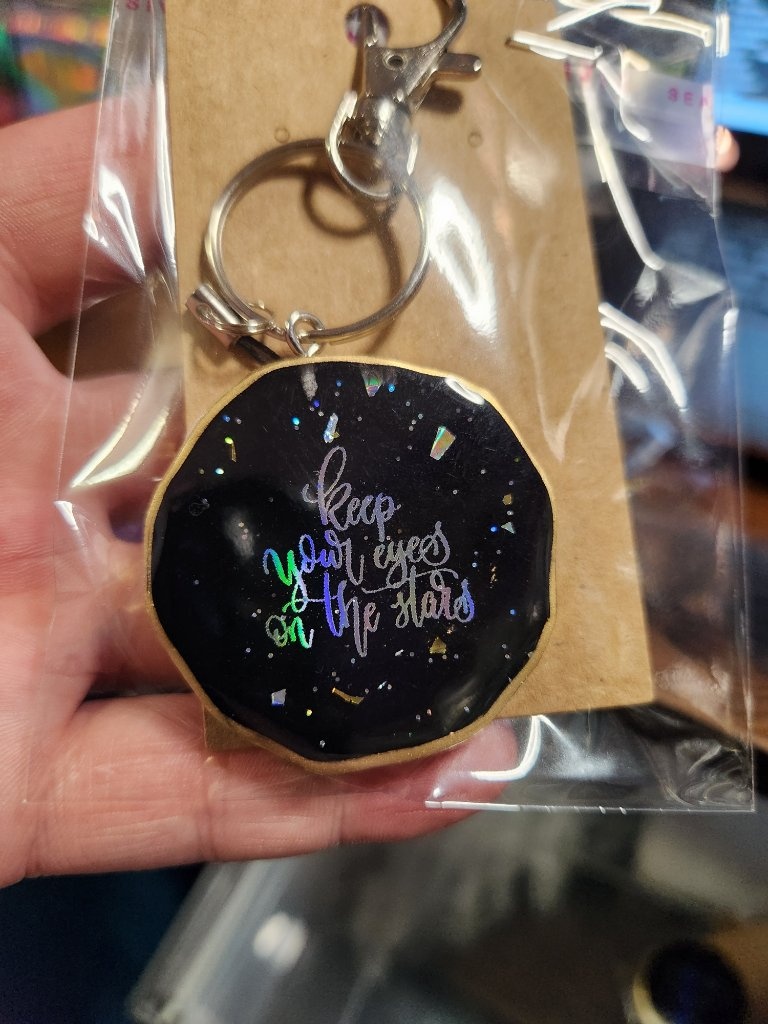 keep
your eyes
on the stars